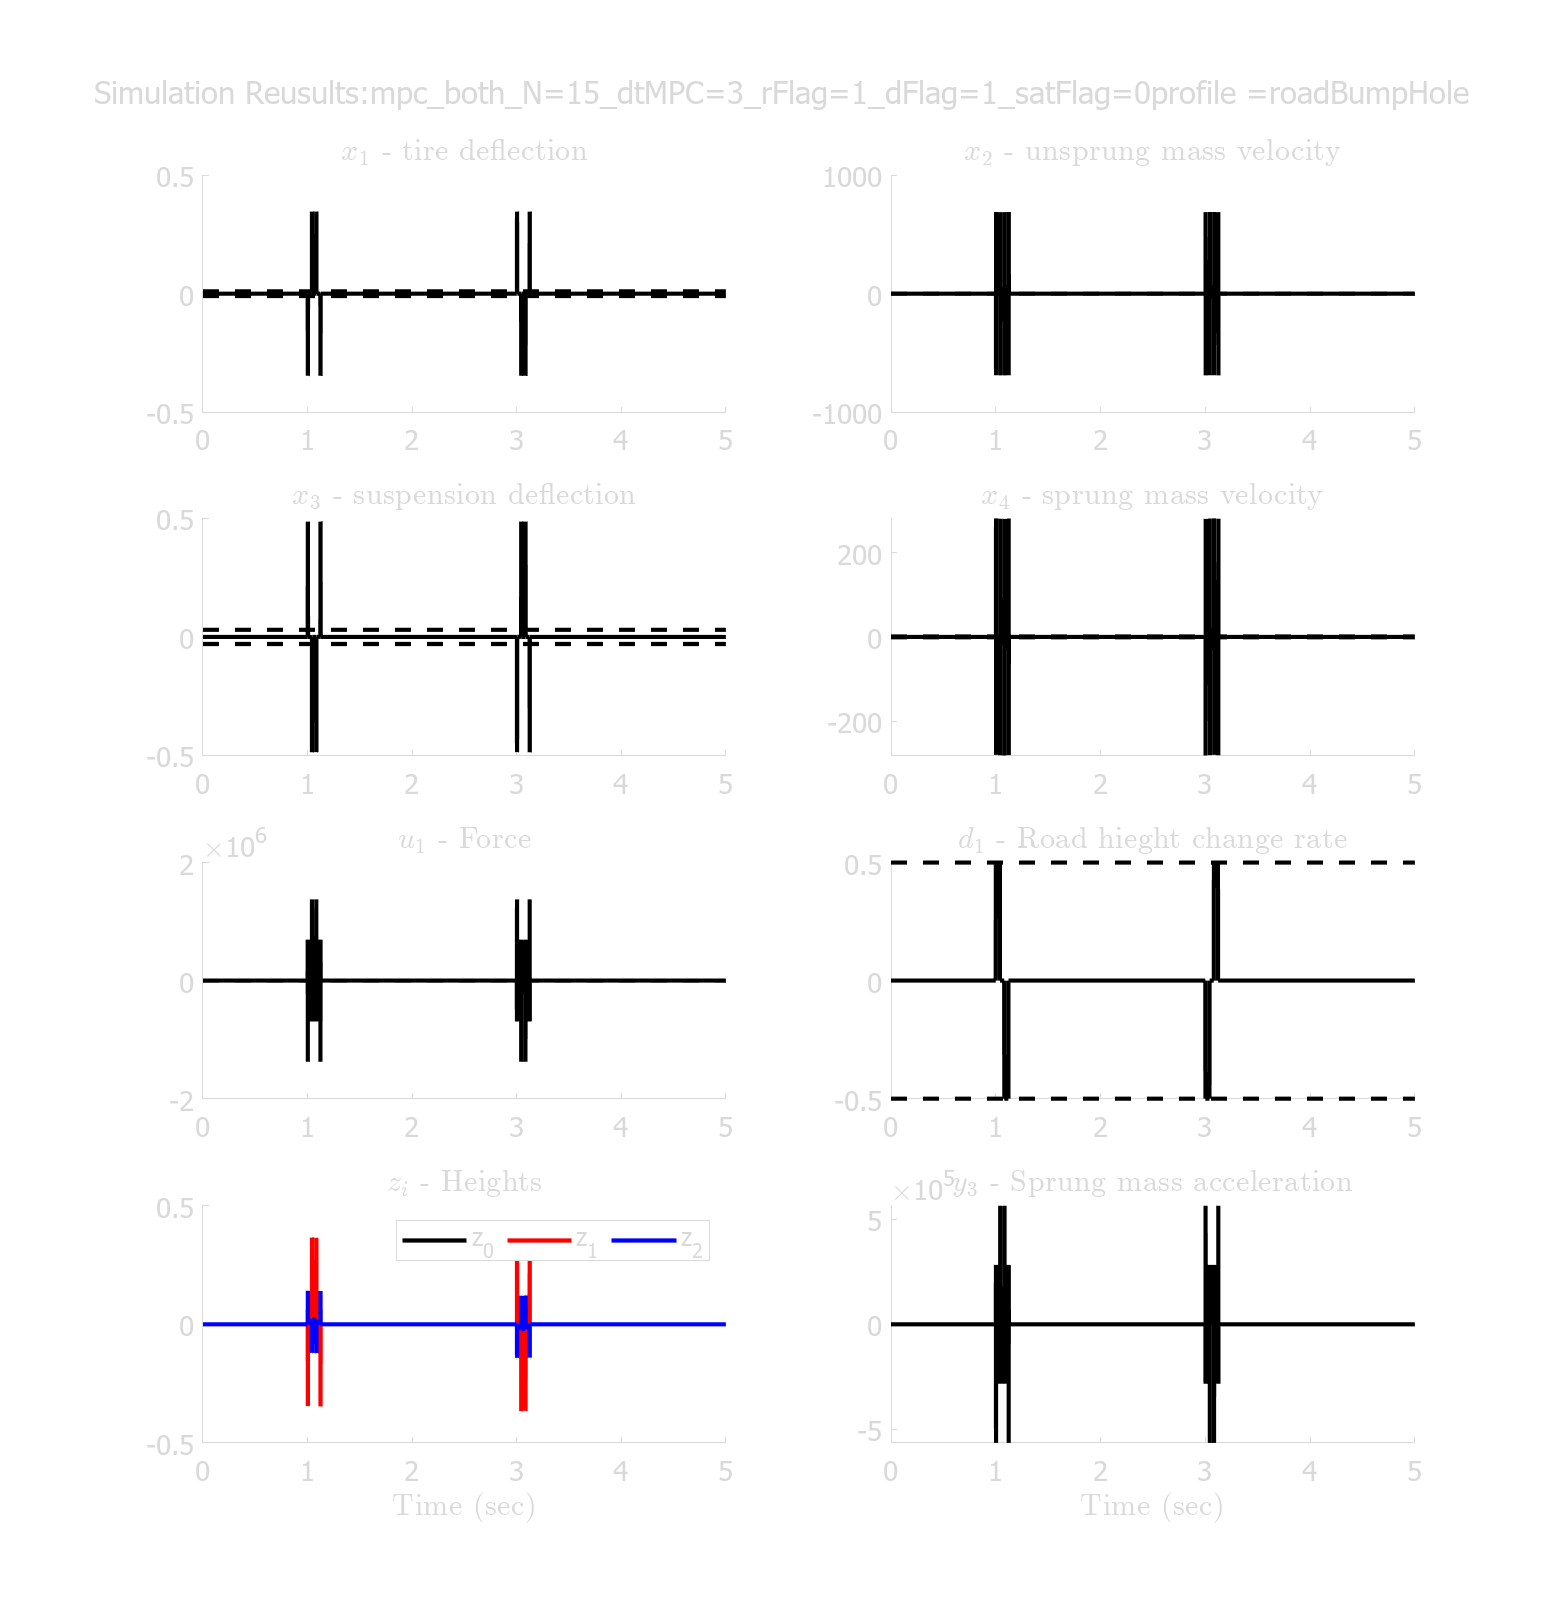 Simulation Reusults:mpc_both_N=15_dtMPC=3_rFlag=1_dFlag=1_satFlag=0profile =roadBumpHole
x1 - tire deflection
0.5
0
-0.5
0 1 2 3 4 5
x2 - unsprung mass velocity
1000
0
-1000
0 1 2 3 4 5
x3 - suspension deflection
0.5
0
-0.5
0 1 2 3 4 5
x4 - sprung mass velocity
200
0
-200
0 1 2 3 4 5
u1 - Force
×10^6
2
0
-2
0 1 2 3 4 5
d1 - Road hieght change rate
0.5
0
-0.5
0 1 2 3 4 5
zi - Heights
0.5
z0 z1 z2
0
-0.5
0 1 2 3 4 5
Time (sec)
×10^5
y3 - Sprung mass acceleration
5
0
-5
0 1 2 3 4 5
Time (sec)